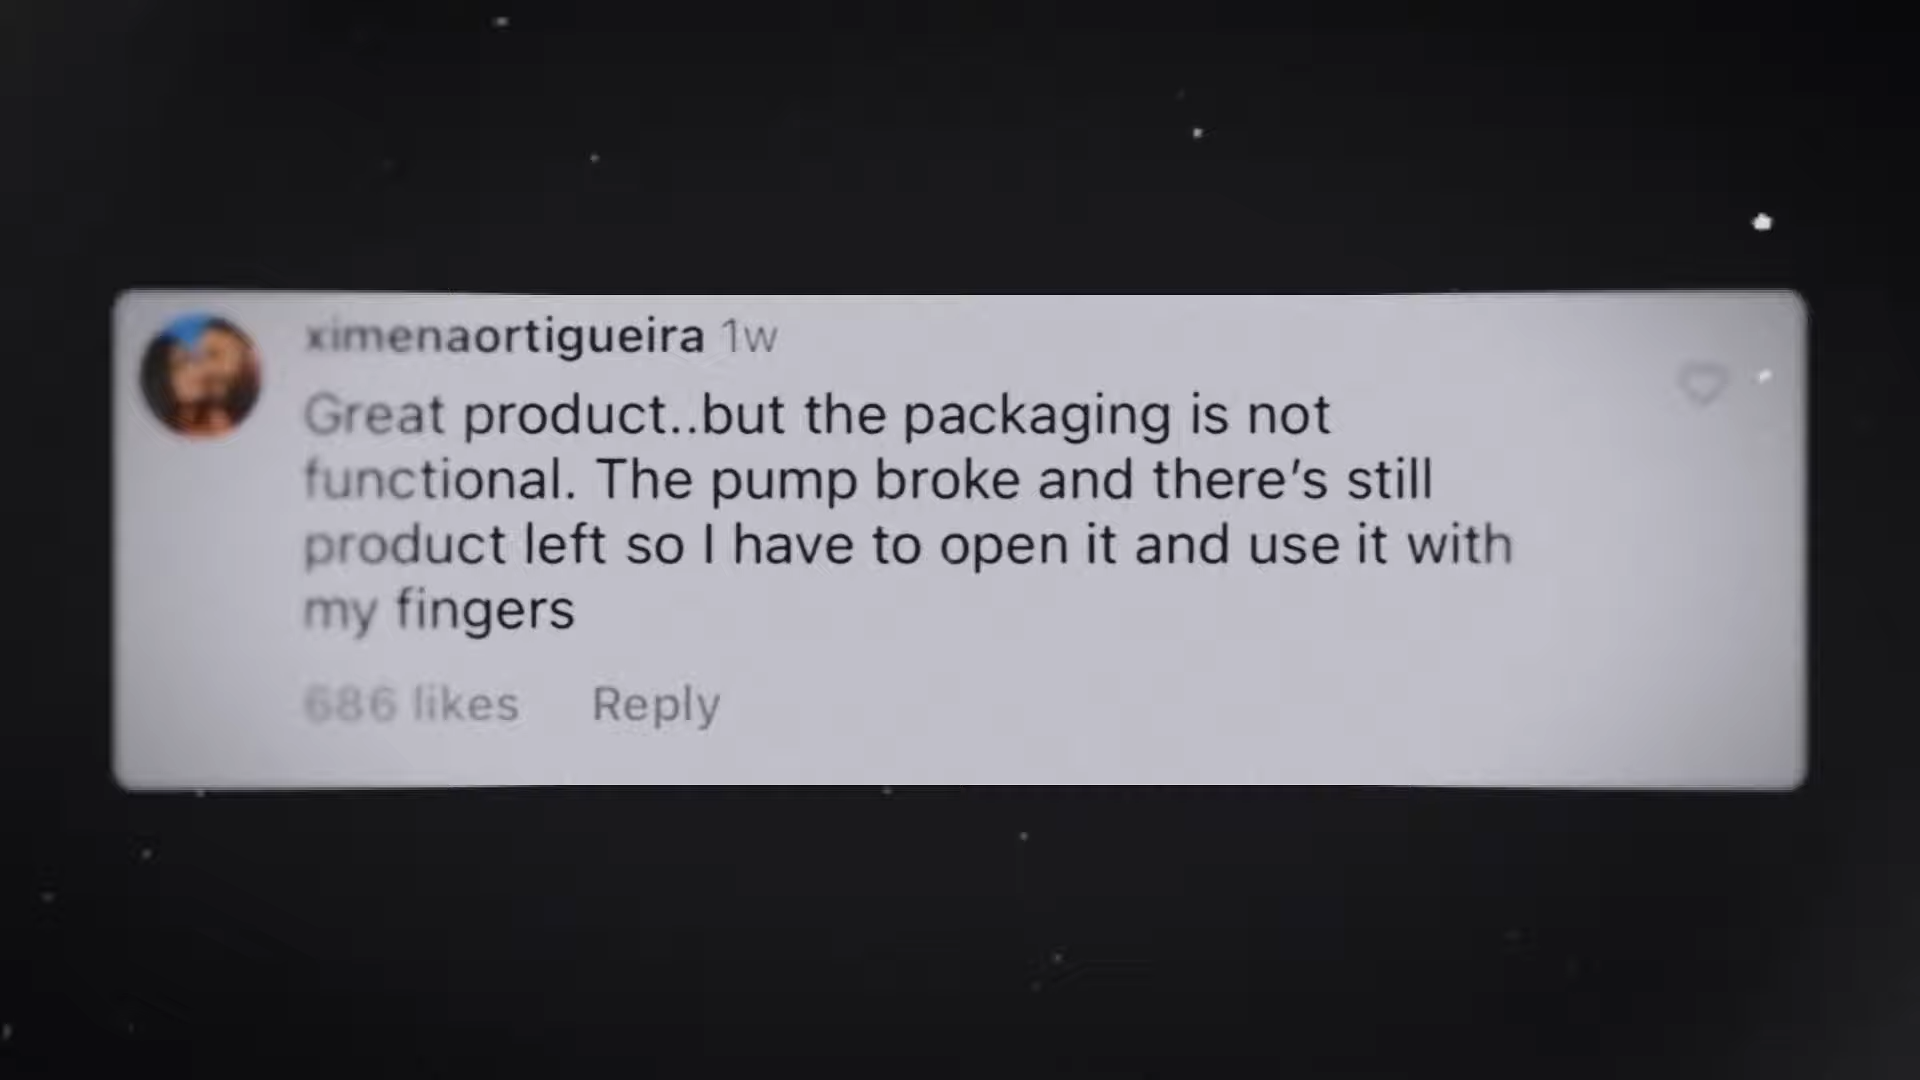 ximenaortigueira 1w
Great product..but the packaging is not
functional. The pump broke and there's still
product left so I have to open it and use it with
my fingers
686 likes Reply